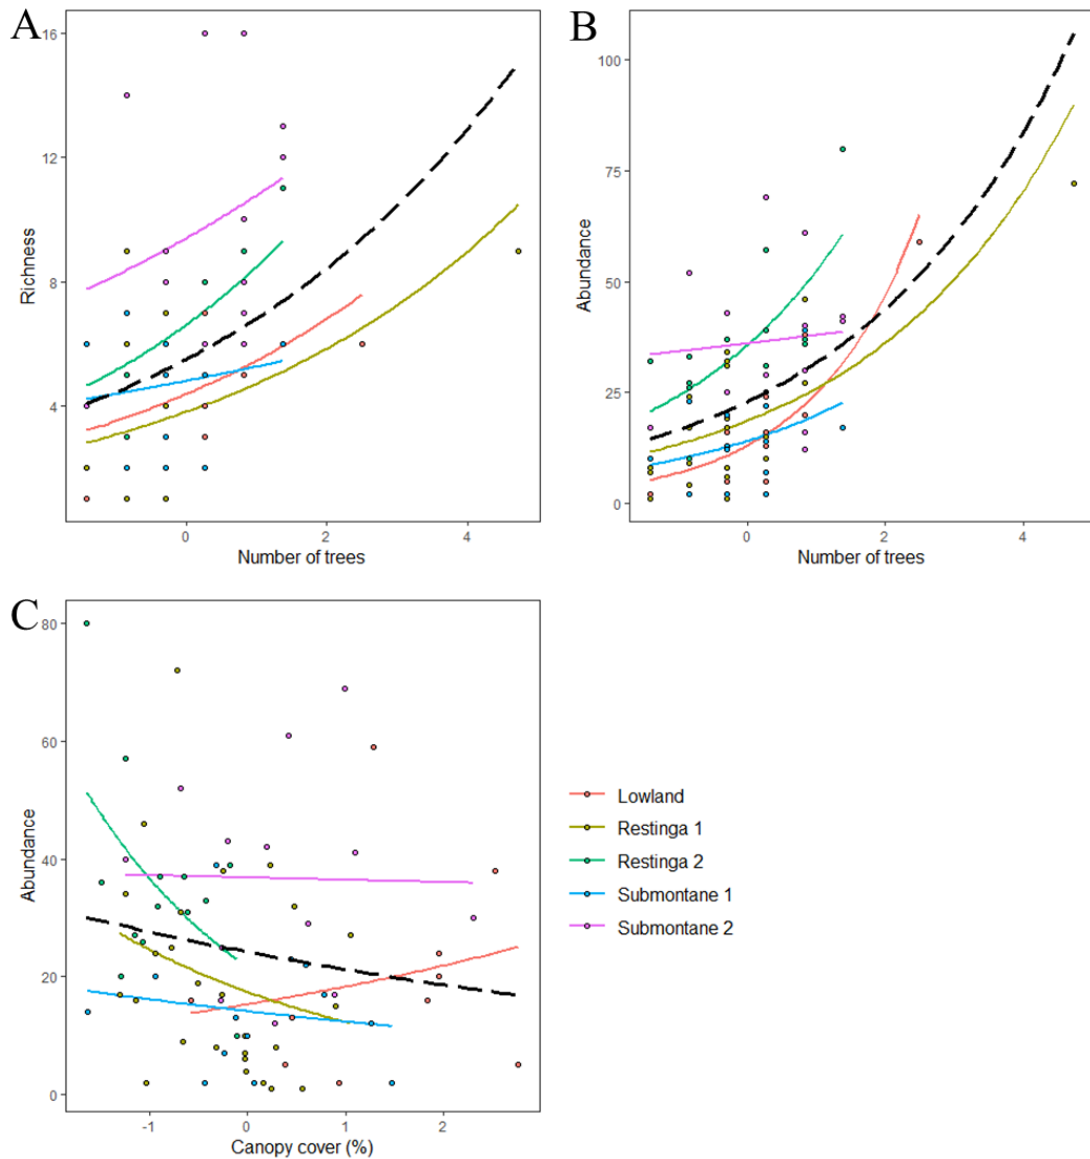 A
B
16
12
8
4
Richness
0
2
4
Number of trees
100
75
50
25
0
Abundance
0
2
4
Number of trees
C
80
60
40
20
0
Abundance
-1
0
1
2
Canopy cover (%)
Lowland
Restinga 1
Restinga 2
Submontane 1
Submontane 2